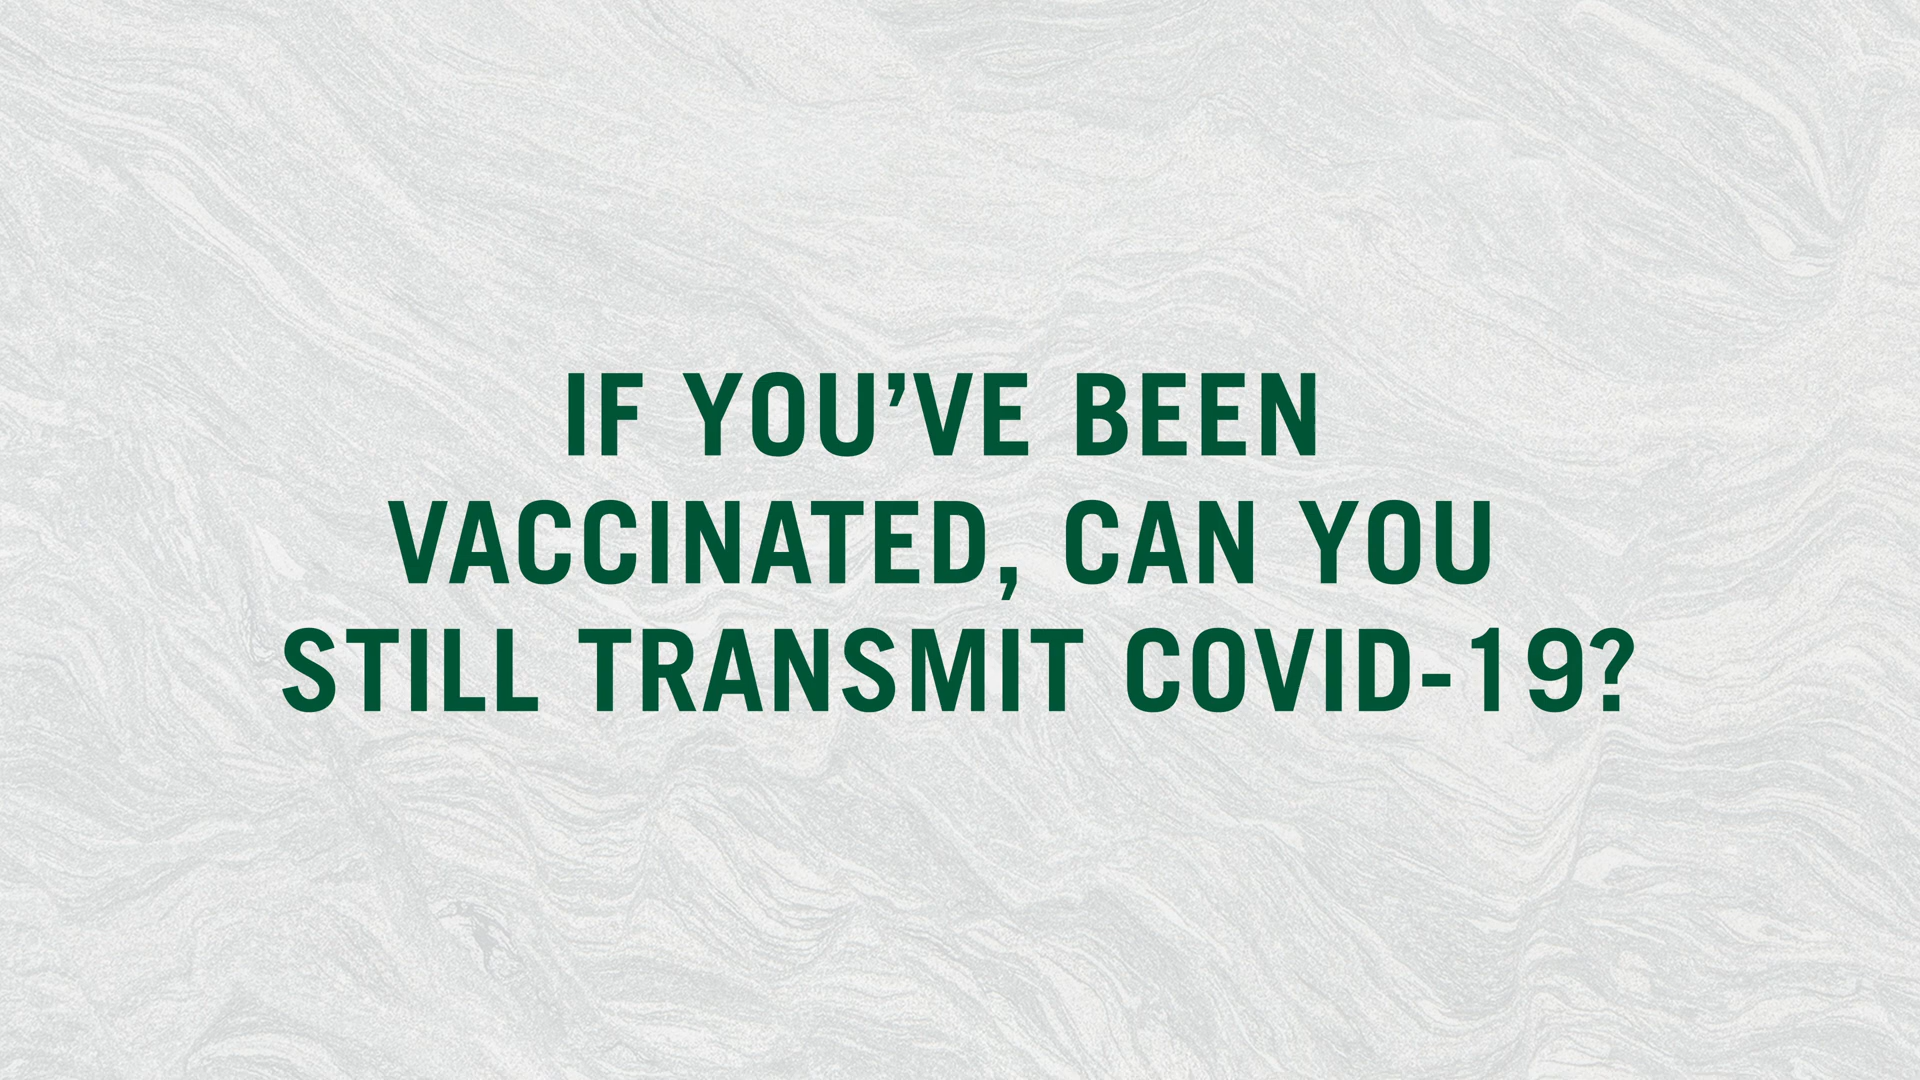 IF YOU’VE BEEN
VACCINATED, CAN YOU
STILL TRANSMIT COVID-19?